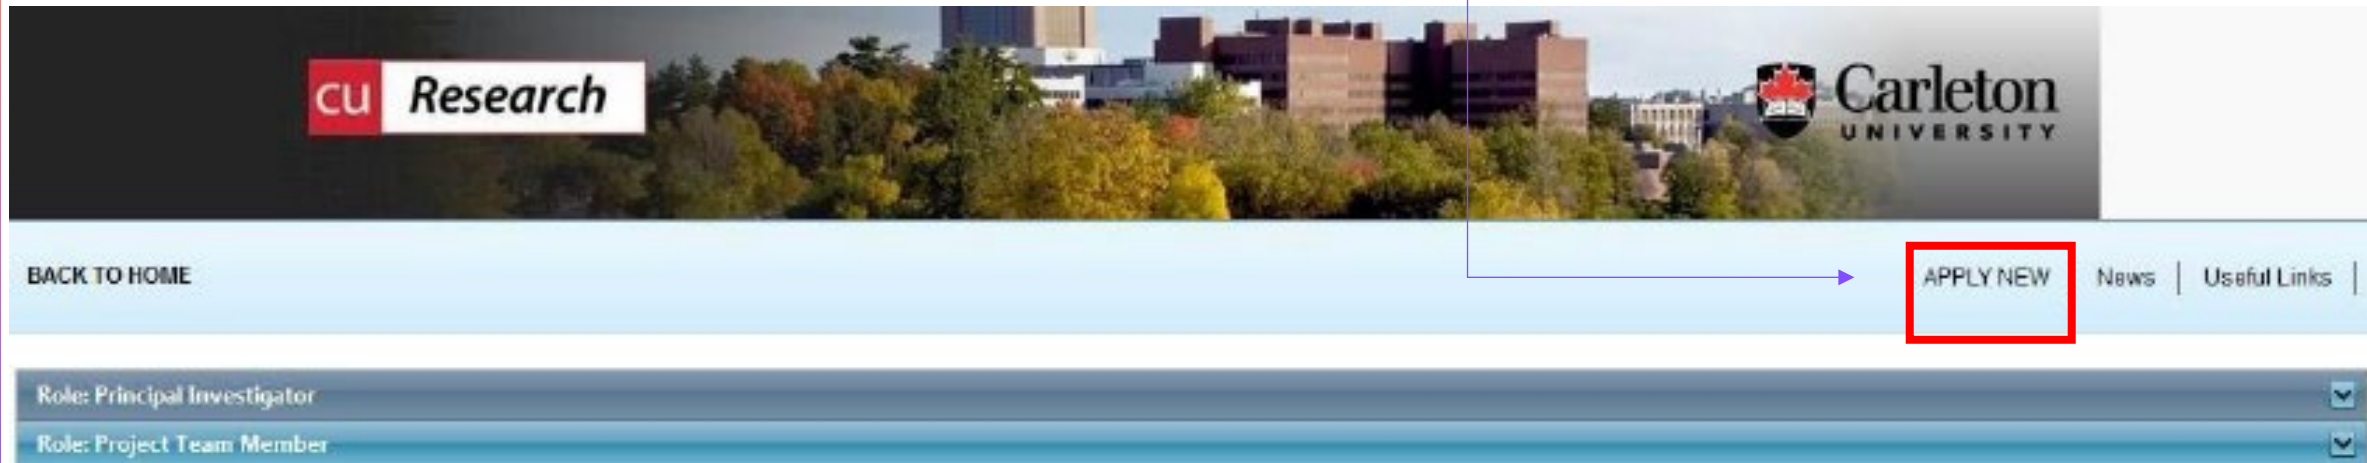 cu Research
Carleton
UNIVERSITY
BACK TO HOME
APPLY NEW
News | Useful Links |
Role: Principal Investigator
Role: Project Team Member